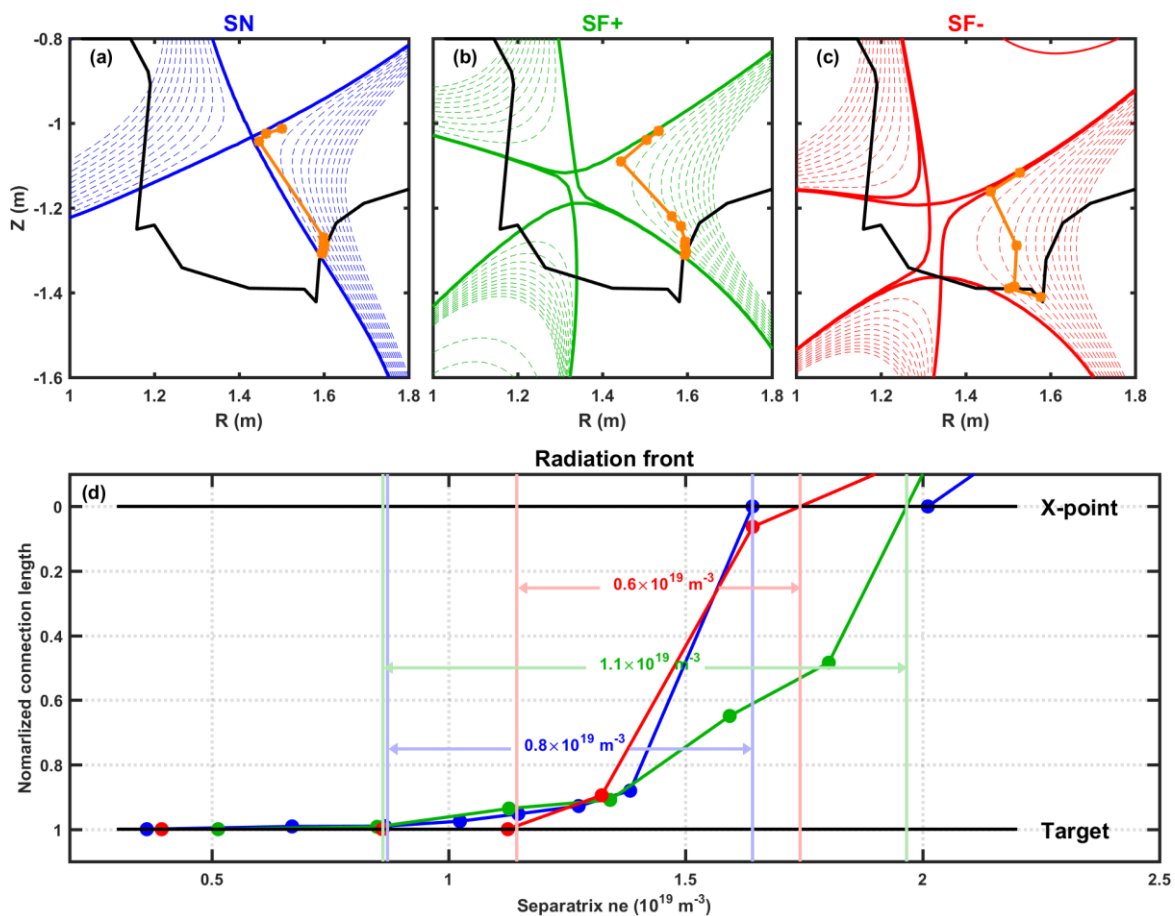 SN SF+ SF-
-0.8
(a) (b) (c)
-1
-1.2
Z (m)
-1.4
-1.6
1 1.2 1.4 1.6 1.8 1 1.2 1.4 1.6 1.8 1 1.2 1.4 1.6 1.8
R (m) R (m) R (m)
Radiation front
(d)
0 X-point
0.2
0.6×10¹⁹ m⁻³
0.4
1.1×10¹⁹ m⁻³
0.6
0.8×10¹⁹ m⁻³
0.8
1 Target
Nomarlized connection length
0.5 1 1.5 2 2.5
Separatrix ne (10¹⁹ m⁻³)